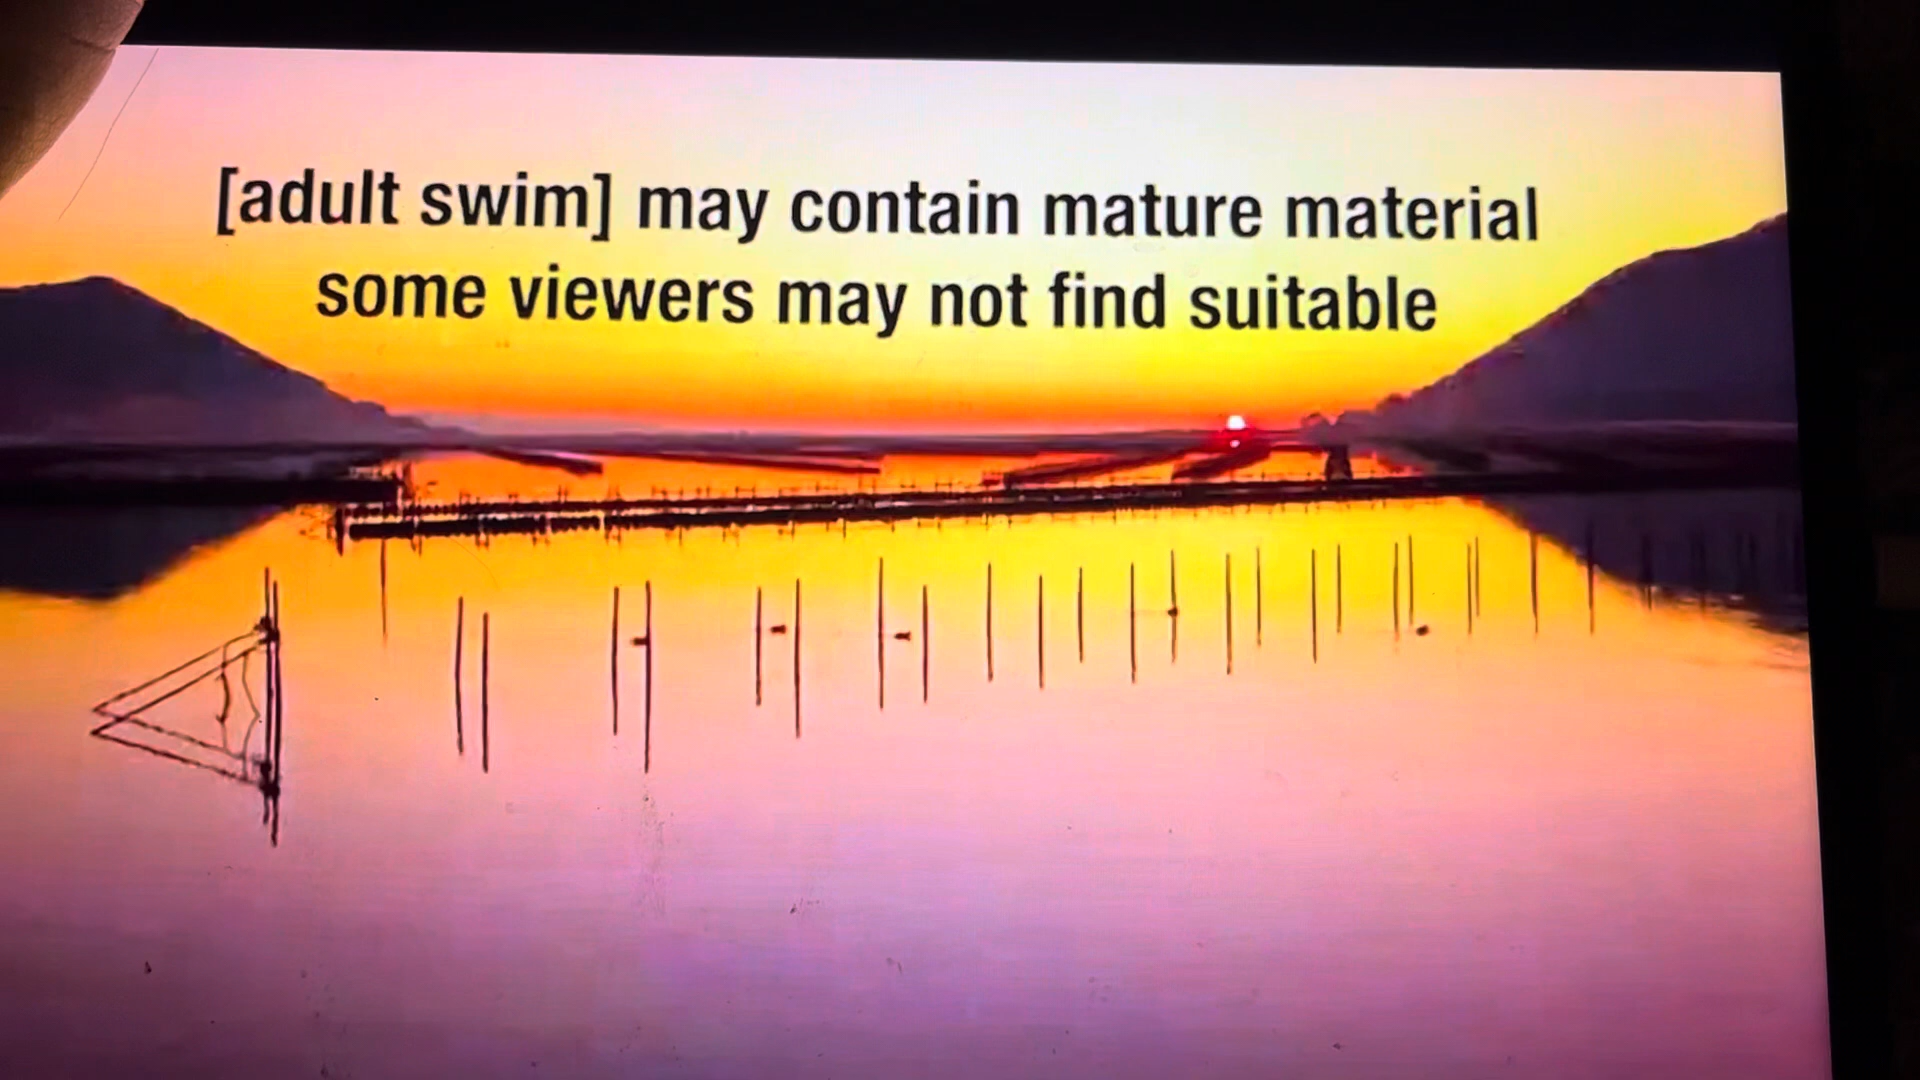 [adult swim] may contain mature material
some viewers may not find suitable